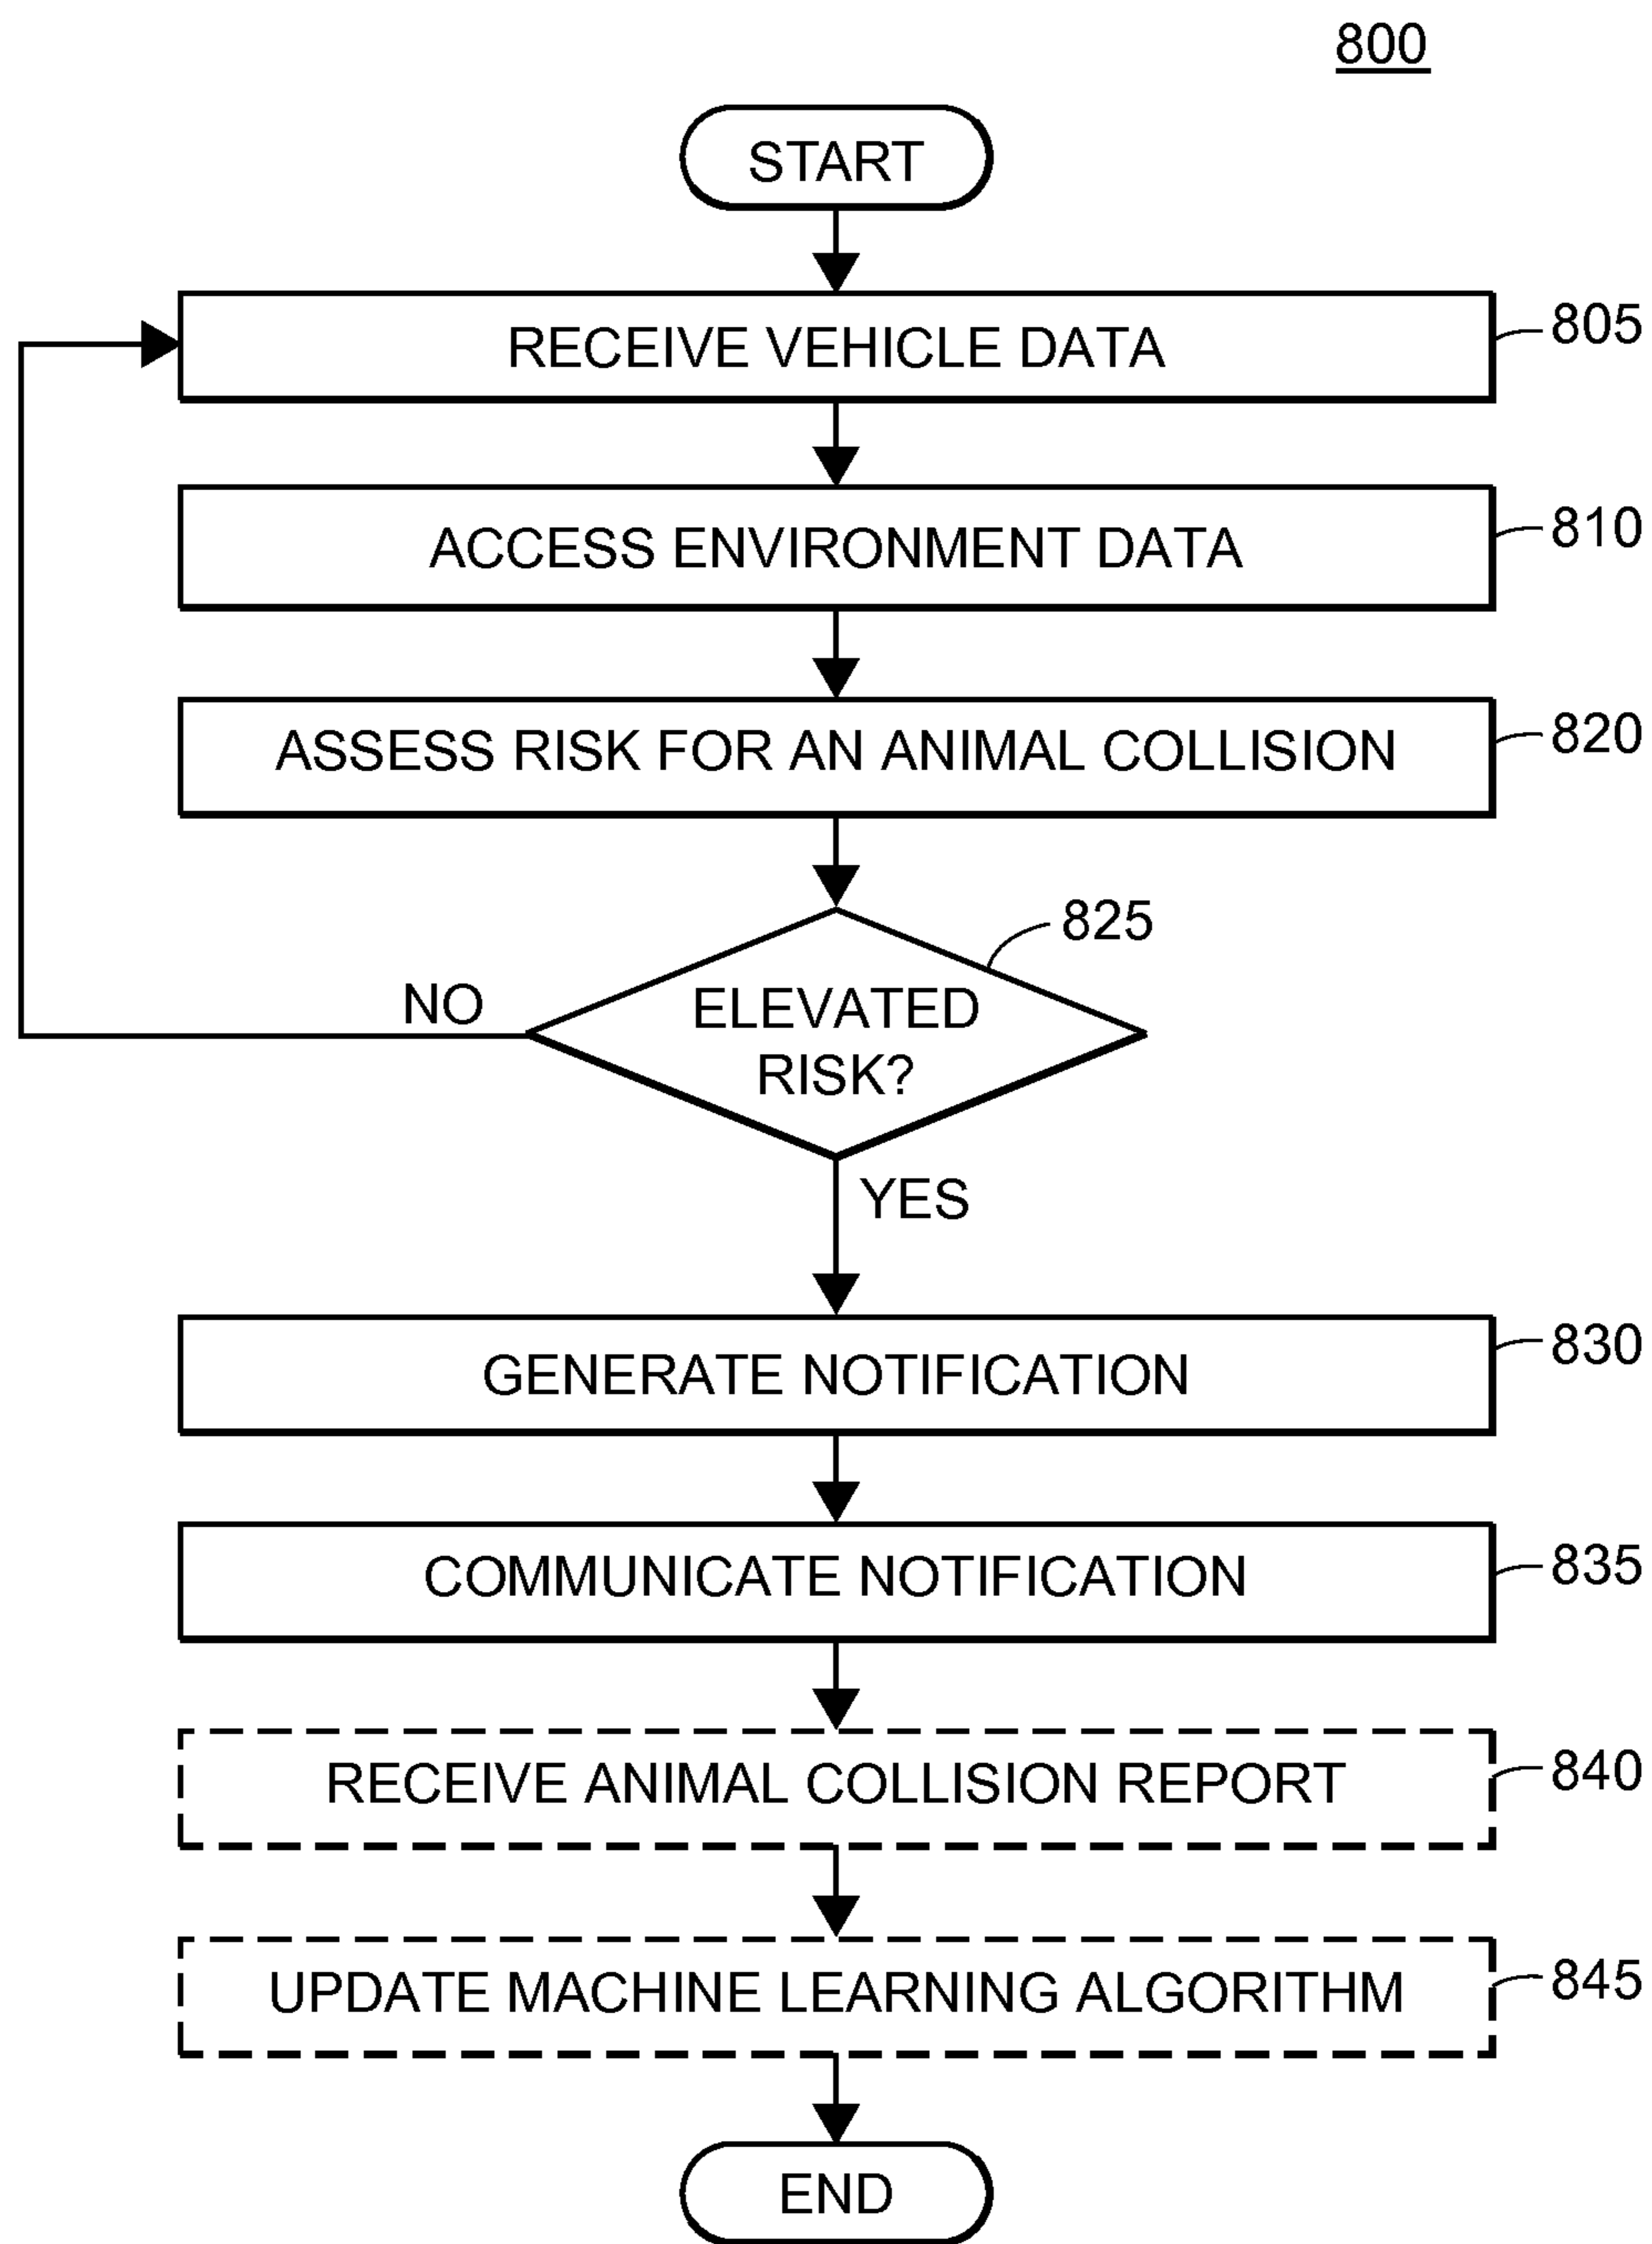 800
START
RECEIVE VEHICLE DATA
805
ACCESS ENVIRONMENT DATA
810
ASSESS RISK FOR AN ANIMAL COLLISION
820
825
ELEVATED
RISK?
NO
YES
GENERATE NOTIFICATION
830
COMMUNICATE NOTIFICATION
835
RECEIVE ANIMAL COLLISION REPORT
840
UPDATE MACHINE LEARNING ALGORITHM
845
END